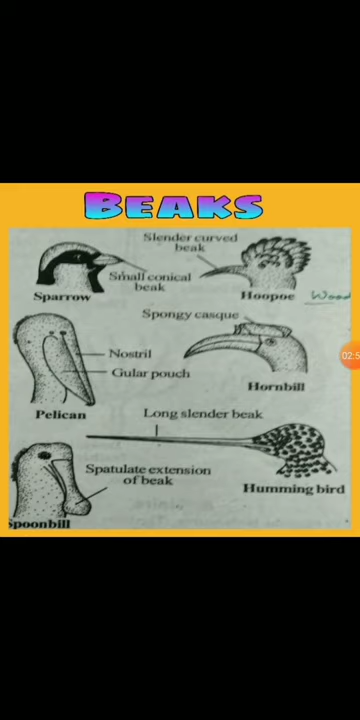 BEAKS
Slender curved
beak
Small conical
beak
Sparrow
Hoopoe
Wood
Spongy casque
Nostril
Gular pouch
02:5
Hornbill
Pelican
Long slender beak
Spatulate extension
of beak
Humming bird
Spoonbill